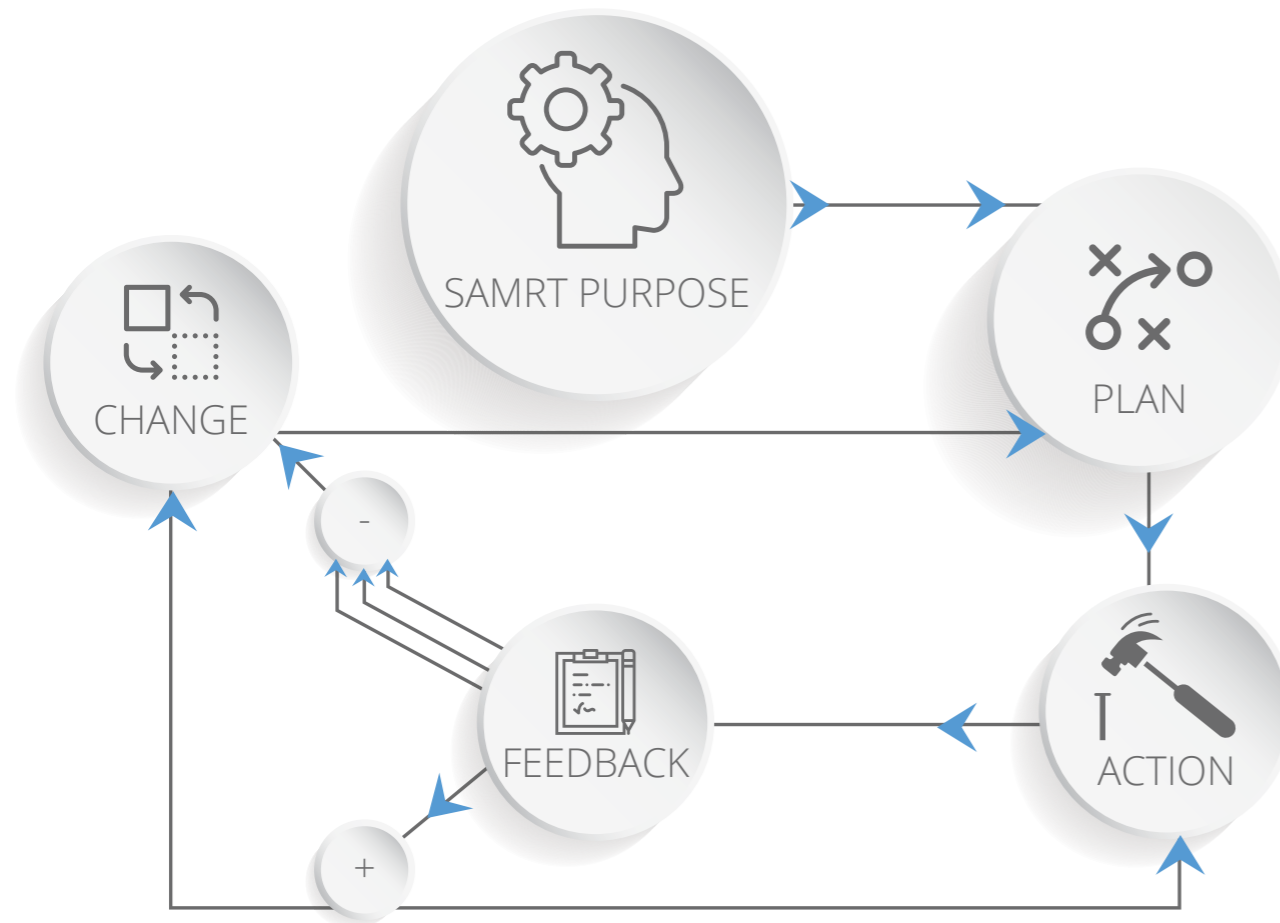 SAMRT PURPOSE
PLAN
CHANGE
-
FEEDBACK
ACTION
+